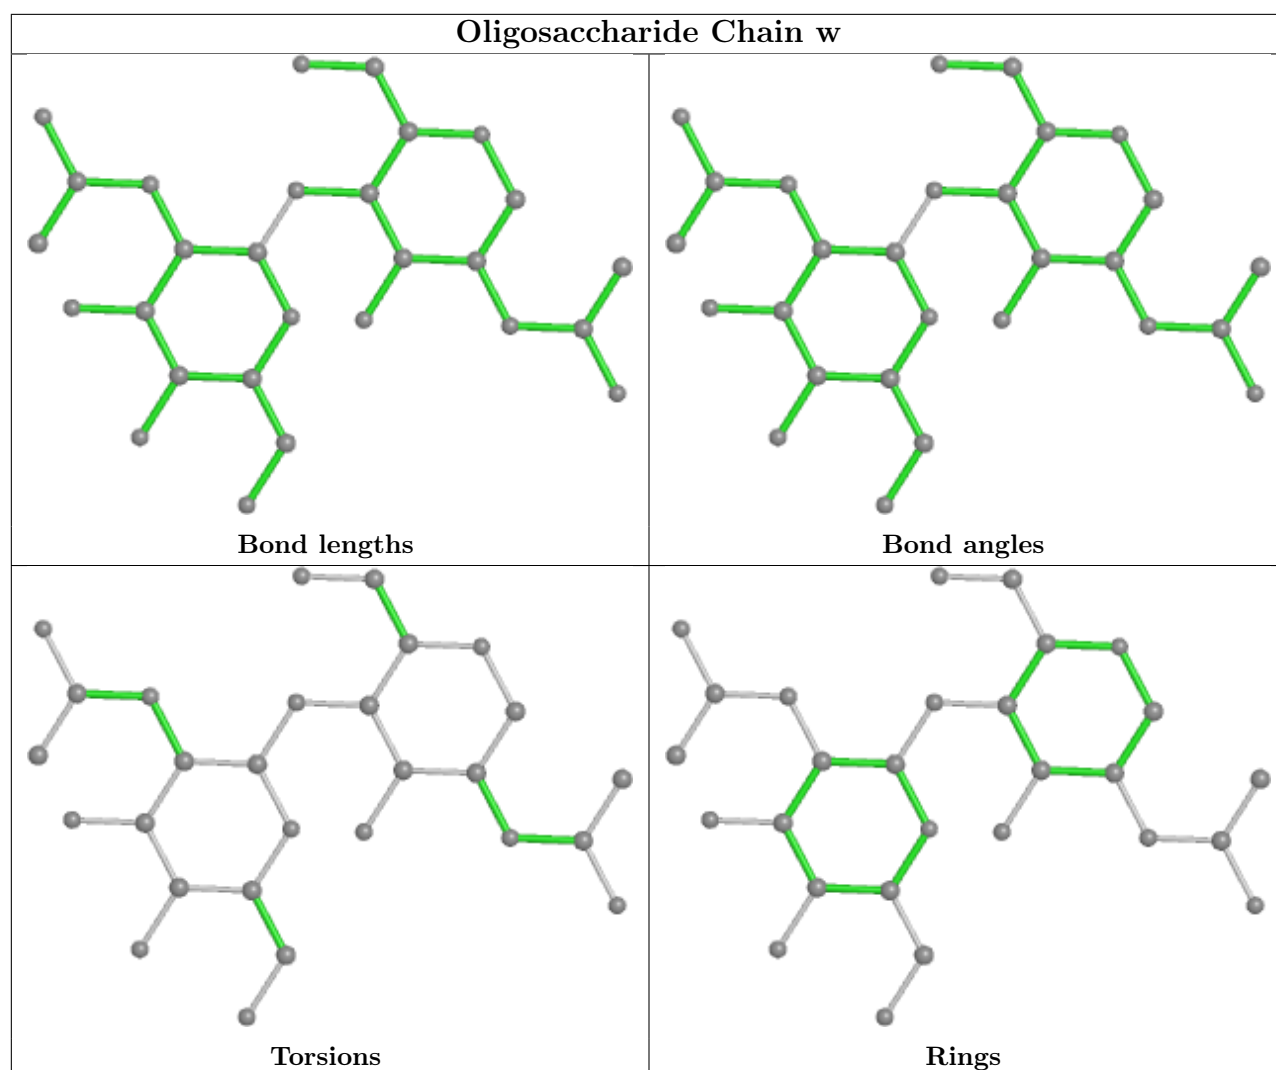 Oligosaccharide Chain w
Bond lengths
Bond angles
Torsions
Rings